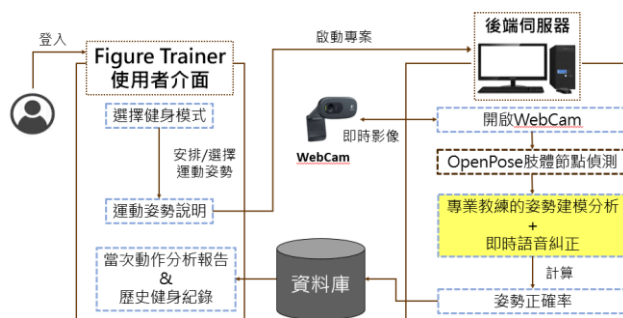 登入
Figure Trainer
使用者介面
選擇健身模式
安排/選擇
運動姿勢
運動姿勢說明
當次動作分析報告
&
歷史健身紀錄
啟動專案
WebCam
即時影像
資料庫
後端伺服器
開啟WebCam
OpenPose肢體節點偵測
專業教練的姿勢建模分析
+
即時語音糾正
計算
姿勢正確率